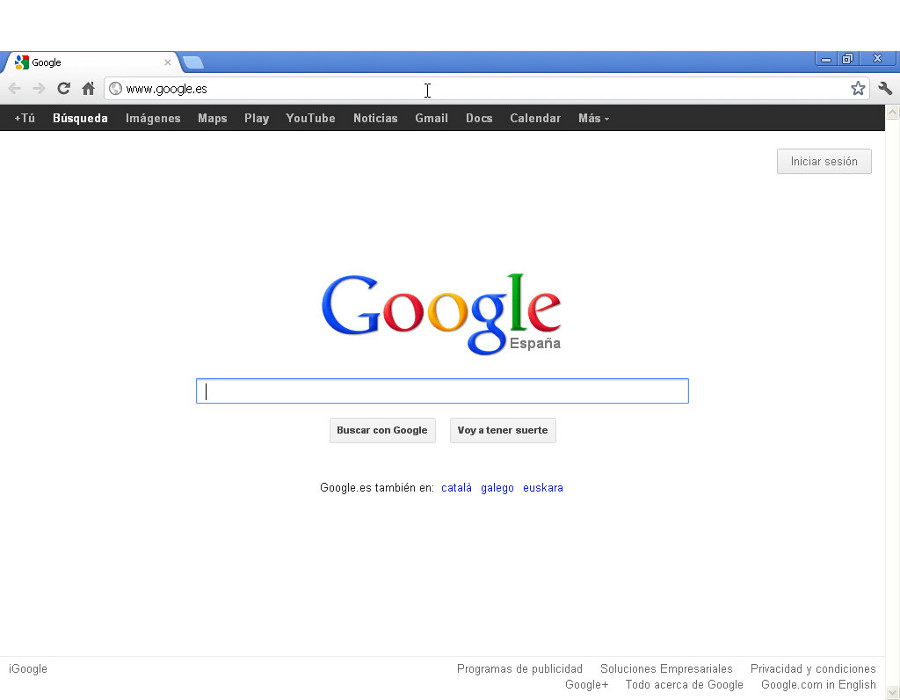 Google
www.google.es
+Tú Búsqueda Imágenes Maps Play YouTube Noticias Gmail Docs Calendar Más
Iniciar sesión
Google
España
Buscar con Google Voy a tener suerte
Google.es también en: català galego euskara
iGoogle Programas de publicidad Soluciones Empresariales Privacidad y condiciones
Google+ Todo acerca de Google Google.com in English